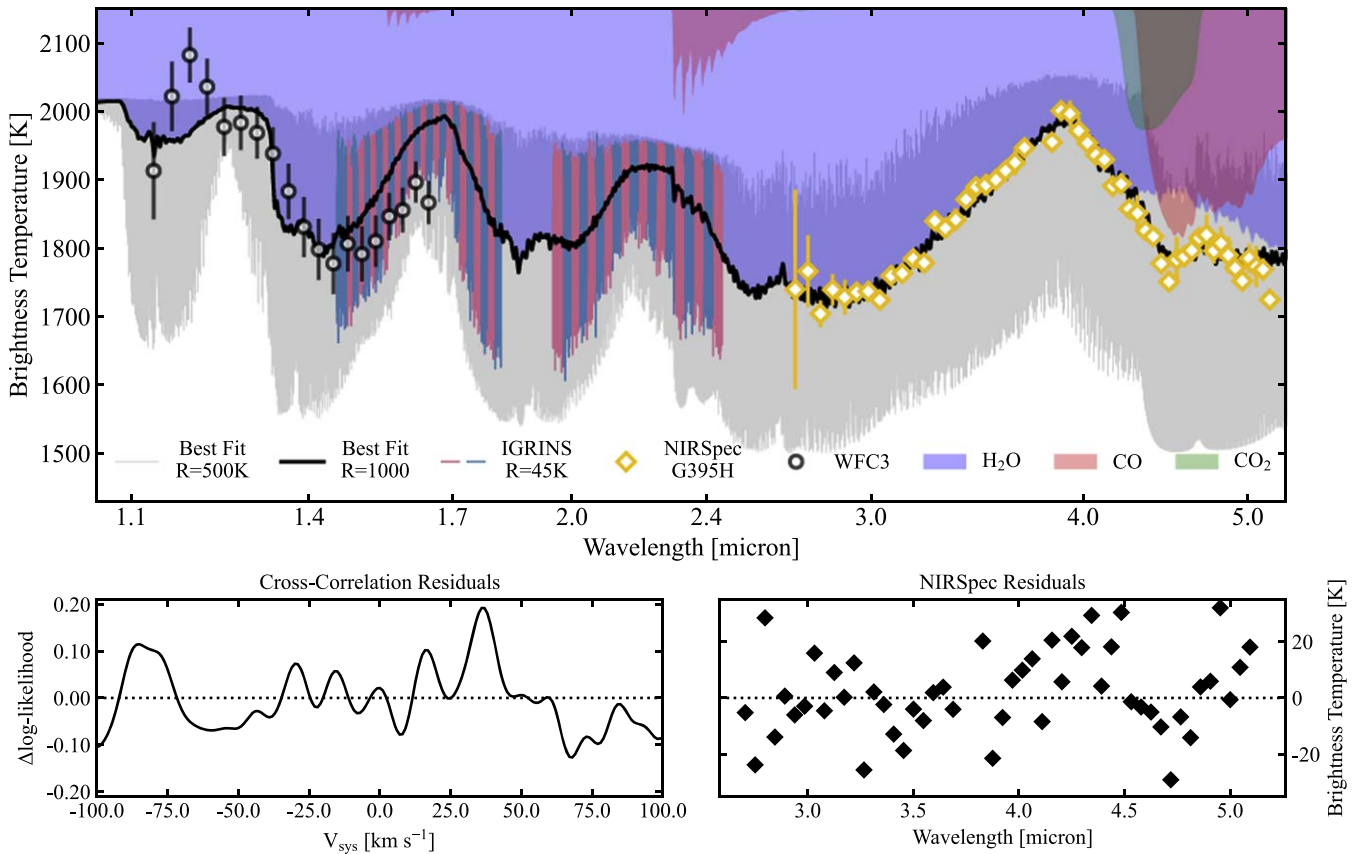 2100
2000
1900
1800
1700
1600
1500
Brightness Temperature [K]
Best Fit
R=500K
Best Fit
R=1000
IGRINS
R=45K
NIRSpec
G395H
WFC3
H₂O
CO
CO₂
1.1 1.4 1.7 2.0 2.4 3.0 4.0 5.0
Wavelength [micron]
Cross-Correlation Residuals
0.20
0.10
0.00
-0.10
-0.20
Δlog-likelihood
-100.0 -75.0 -50.0 -25.0 0.0 25.0 50.0 75.0 100.0
V_sys [km s⁻¹]
NIRSpec Residuals
20
0
-20
Brightness Temperature [K]
3.0 3.5 4.0 4.5 5.0
Wavelength [micron]